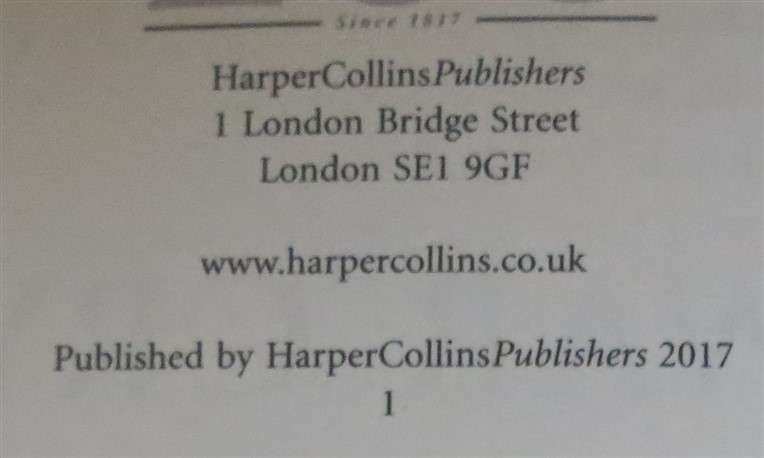 Since 1817
HarperCollinsPublishers
1 London Bridge Street
London SE1 9GF
www.harpercollins.co.uk
Published by HarperCollinsPublishers 2017
1